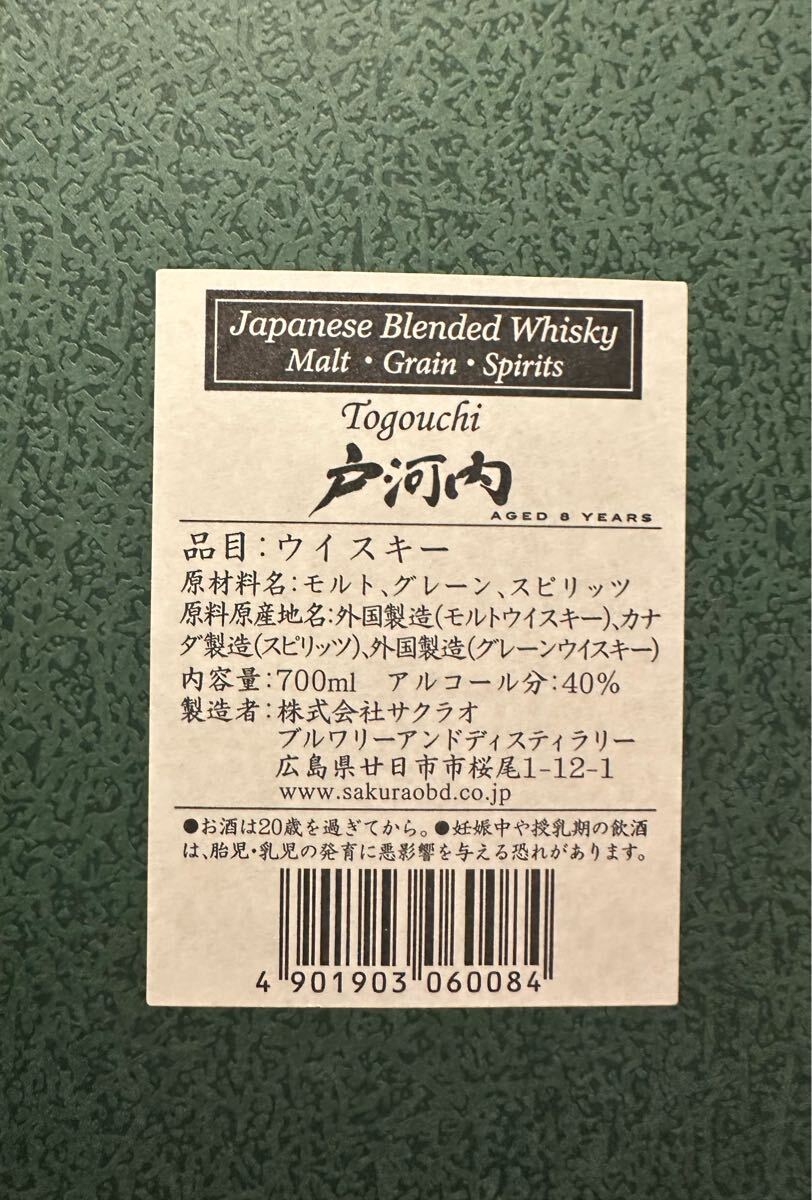 Japanese Blended Whisky
Malt・Grain・Spirits
Togouchi
戸河内
AGED 8 YEARS
品目：ウイスキー
原材料名：モルト、グレーン、スピリッツ
原料原産地名：外国製造（モルトウイスキー）、カナ
ダ製造（スピリッツ）、外国製造（グレーンウイスキー）
内容量：700ml　アルコール分：40%
製造者：株式会社サクラオ
ブルワリーアンドディスティラリー
広島県廿日市市桜尾1-12-1
www.sakuraobd.co.jp
●お酒は20歳を過ぎてから。●妊娠中や授乳期の飲酒
は、胎児・乳児の発育に悪影響を与える恐れがあります。
4 901903 060084